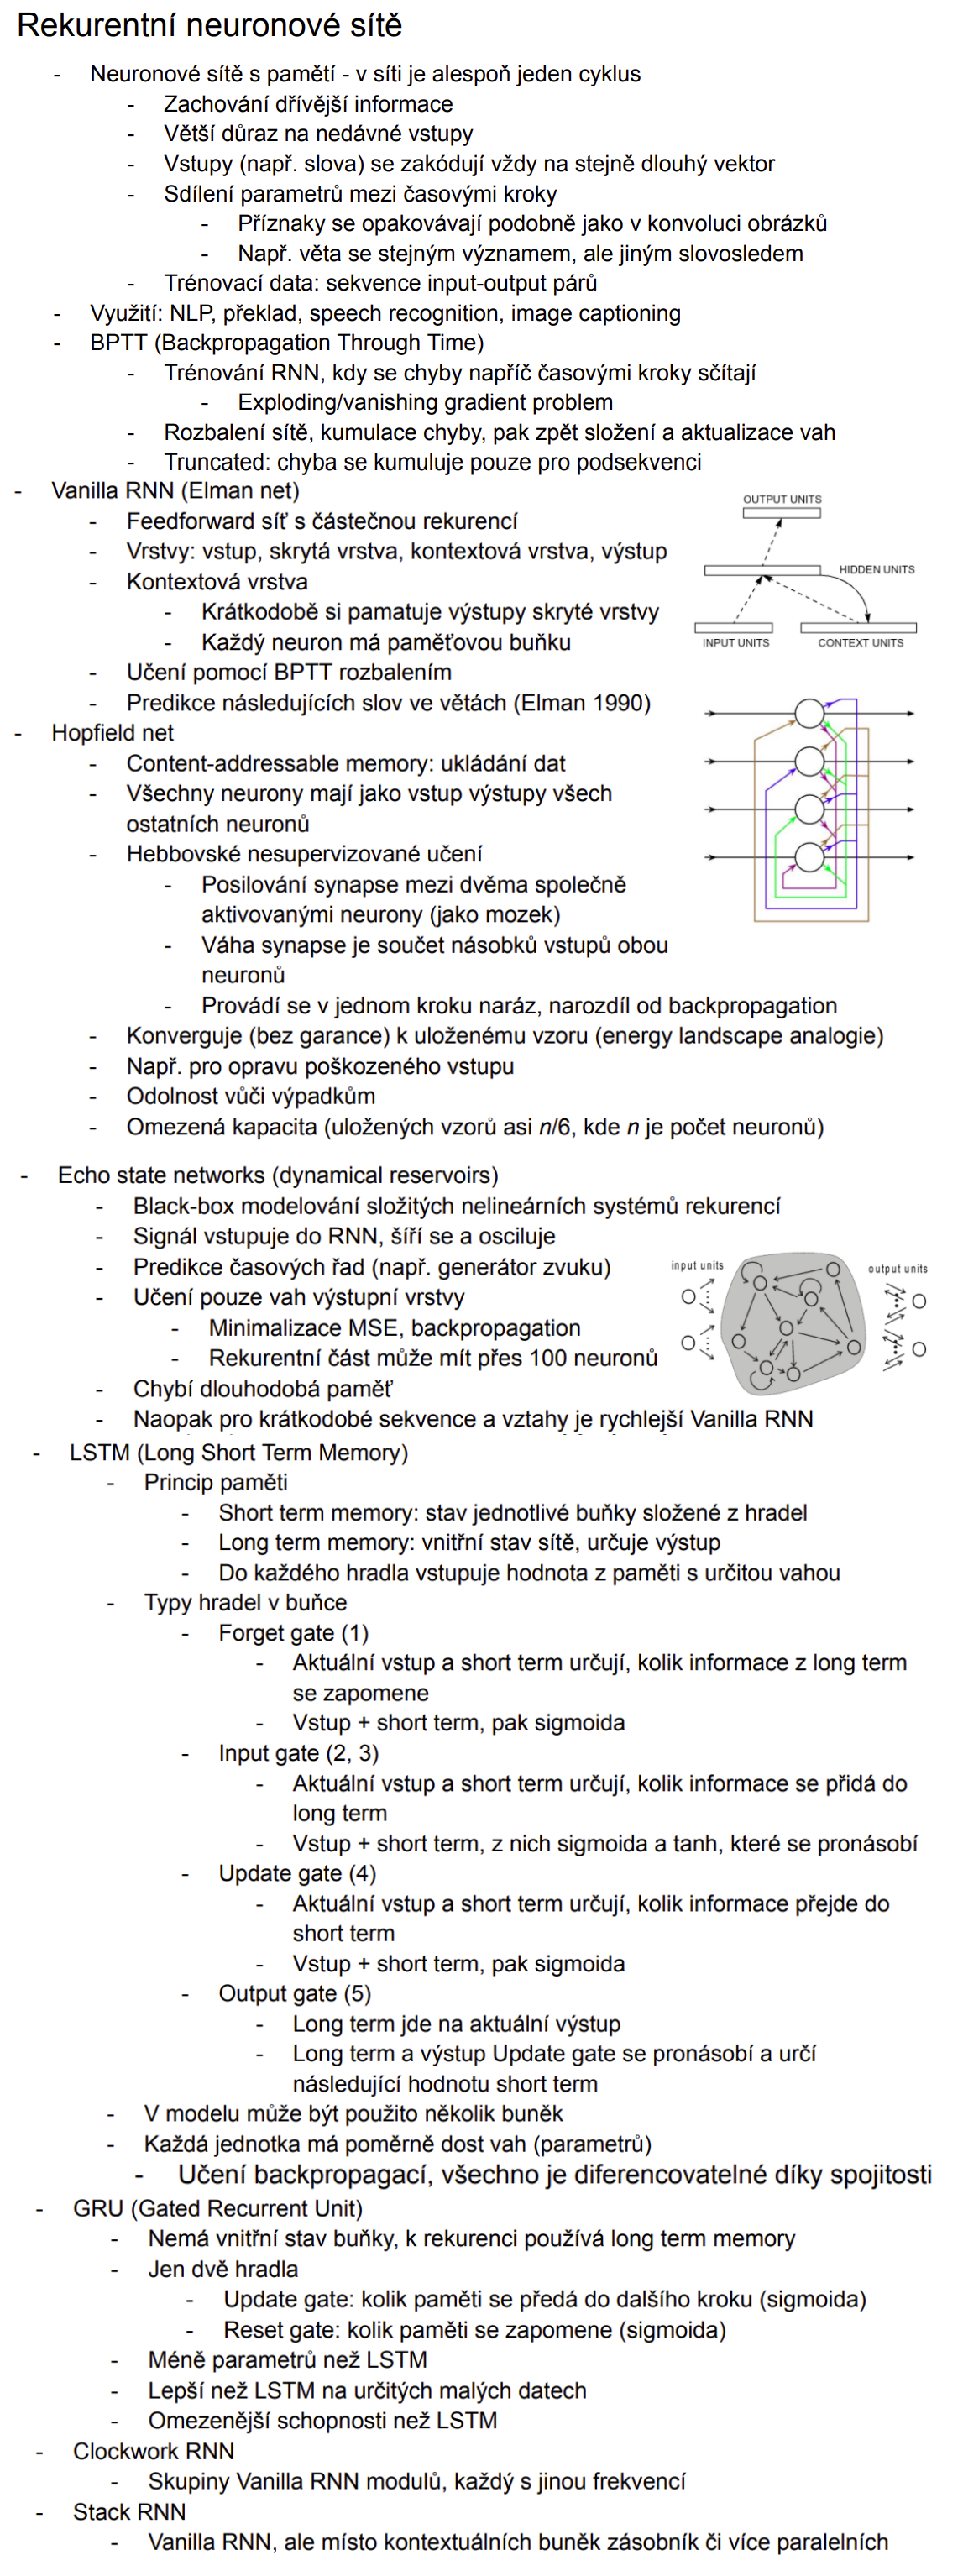 Rekurentní neuronové sítě
- Neuronové sítě s pamětí - v síti je alespoň jeden cyklus
- Zachování dřívější informace
- Větší důraz na nedávné vstupy
- Vstupy (např. slova) se zakódují vždy na stejně dlouhý vektor
- Sdílení parametrů mezi časovými kroky
- Příznaky se opakovávají podobně jako v konvoluci obrázků
- Např. věta se stejným významem, ale jiným slovosledem
- Trénovací data: sekvence input-output párů
- Využití: NLP, překlad, speech recognition, image captioning
- BPTT (Backpropagation Through Time)
- Trénování RNN, kdy se chyby napříč časovými kroky sčítají
- Exploding/vanishing gradient problem
- Rozbalení sítě, kumulace chyby, pak zpět složení a aktualizace vah
- Truncated: chyba se kumuluje pouze pro podsekvenci
- Vanilla RNN (Elman net)
- Feedforward síť s částečnou rekurencí
- Vrstvy: vstup, skrytá vrstva, kontextová vrstva, výstup
- Kontextová vrstva
- Krátkodobě si pamatuje výstupy skryté vrstvy
- Každý neuron má paměťovou buňku
- Učení pomocí BPTT rozbalením
- Predikce následujících slov ve větách (Elman 1990)
OUTPUT UNITS
HIDDEN UNITS
INPUT UNITS
CONTEXT UNITS
- Hopfield net
- Content-addressable memory: ukládání dat
- Všechny neurony mají jako vstup výstupy všech
ostatních neuronů
- Hebbovské nesupervizované učení
- Posilování synapse mezi dvěma společně
aktivovanými neurony (jako mozek)
- Váha synapse je součet násobků vstupů obou
neuronů
- Provádí se v jednom kroku naráz, narozdíl od backpropagation
- Konverguje (bez garance) k uloženému vzoru (energy landscape analogie)
- Např. pro opravu poškozeného vstupu
- Odolnost vůči výpadkům
- Omezená kapacita (uložených vzorů asi n/6, kde n je počet neuronů)
- Echo state networks (dynamical reservoirs)
- Black-box modelování složitých nelineárních systémů rekurencí
- Signál vstupuje do RNN, šíří se a osciluje
- Predikce časových řad (např. generátor zvuku)
- Učení pouze vah výstupní vrstvy
- Minimalizace MSE, backpropagation
- Rekurentní část může mít přes 100 neuronů
- Chybí dlouhodobá paměť
- Naopak pro krátkodobé sekvence a vztahy je rychlejší Vanilla RNN
input units
output units
- LSTM (Long Short Term Memory)
- Princip paměti
- Short term memory: stav jednotlivé buňky složené z hradel
- Long term memory: vnitřní stav sítě, určuje výstup
- Do každého hradla vstupuje hodnota z paměti s určitou vahou
- Typy hradel v buňce
- Forget gate (1)
- Aktuální vstup a short term určují, kolik informace z long term
se zapomene
- Vstup + short term, pak sigmoida
- Input gate (2, 3)
- Aktuální vstup a short term určují, kolik informace se přidá do
long term
- Vstup + short term, z nich sigmoida a tanh, které se pronásobí
- Update gate (4)
- Aktuální vstup a short term určují, kolik informace přejde do
short term
- Vstup + short term, pak sigmoida
- Output gate (5)
- Long term jde na aktuální výstup
- Long term a výstup Update gate se pronásobí a určí
následující hodnotu short term
- V modelu může být použito několik buněk
- Každá jednotka má poměrně dost vah (parametrů)
- Učení backpropagací, všechno je diferencovatelné díky spojitosti
- GRU (Gated Recurrent Unit)
- Nemá vnitřní stav buňky, k rekurenci používá long term memory
- Jen dvě hradla
- Update gate: kolik paměti se předá do dalšího kroku (sigmoida)
- Reset gate: kolik paměti se zapomene (sigmoida)
- Méně parametrů než LSTM
- Lepší než LSTM na určitých malých datech
- Omezenější schopnosti než LSTM
- Clockwork RNN
- Skupiny Vanilla RNN modulů, každý s jinou frekvencí
- Stack RNN
- Vanilla RNN, ale místo kontextuálních buněk zásobník či více paralelních